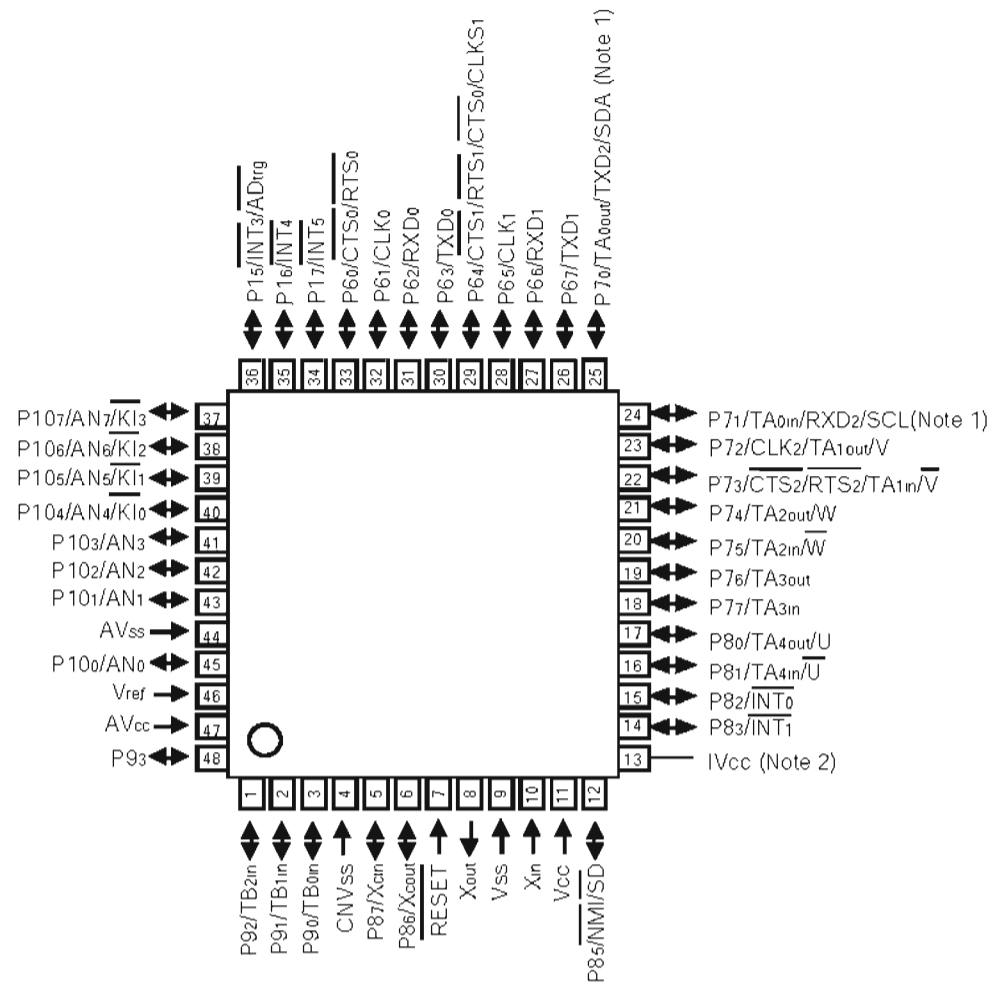 P15/INT3/ADtrg
P16/INT4
P17/INT5
P60/CTS0/RTS0
P61/CLK0
P62/RXD0
P63/TXD0
P64/CTS1/RTS1/CTS0/CLKS1
P65/CLK1
P66/RXD1
P67/TXD1
P70/TA0out/TXD2/SDA (Note 1)
36 35 34 33 32 31 30 29 28 27 26 25
P107/AN7/KI3 37
P106/AN6/KI2 38
P105/AN5/KI1 39
P104/AN4/KI0 40
P103/AN3 41
P102/AN2 42
P101/AN1 43
AVss 44
P100/AN0 45
Vref 46
AVcc 47
P93 48
24 P71/TA0in/RXD2/SCL(Note 1)
23 P72/CLK2/TA1out/V
22 P73/CTS2/RTS2/TA1in/V
21 P74/TA2out/W
20 P75/TA2in/W
19 P76/TA3out
18 P77/TA3in
17 P80/TA4out/U
16 P81/TA4in/U
15 P82/INT0
14 P83/INT1
13 IVcc (Note 2)
1 2 3 4 5 6 7 8 9 10 11 12
P92/TB2in
P91/TB1in
P90/TB0in
CNVss
P87/Xcin
P86/Xcout
RESET
Xout
Vss
Xin
Vcc
P85/NMI/SD